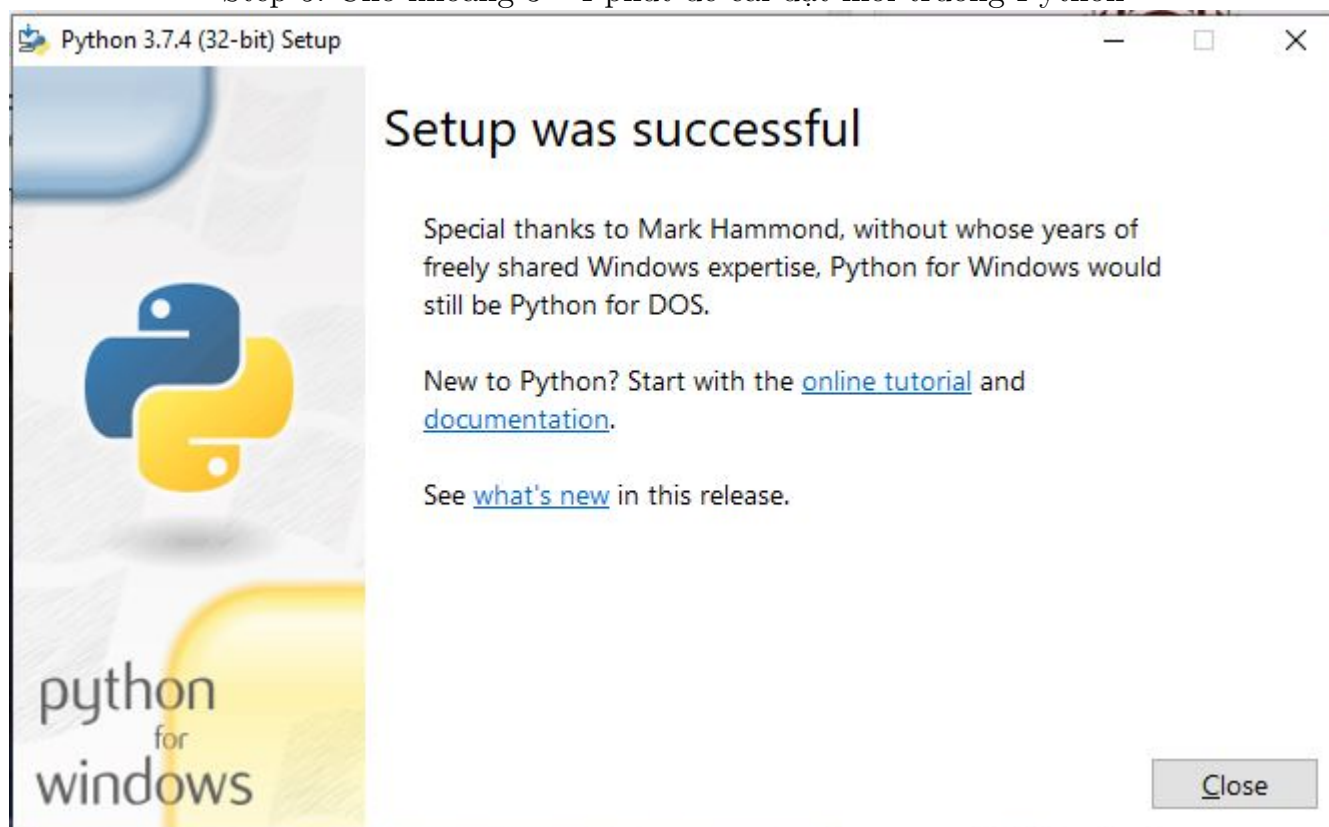 Python 3.7.4 (32-bit) Setup
Setup was successful
Special thanks to Mark Hammond, without whose years of
freely shared Windows expertise, Python for Windows would
still be Python for DOS.
New to Python? Start with the online tutorial and
documentation.
See what's new in this release.
python
for
windows
Close